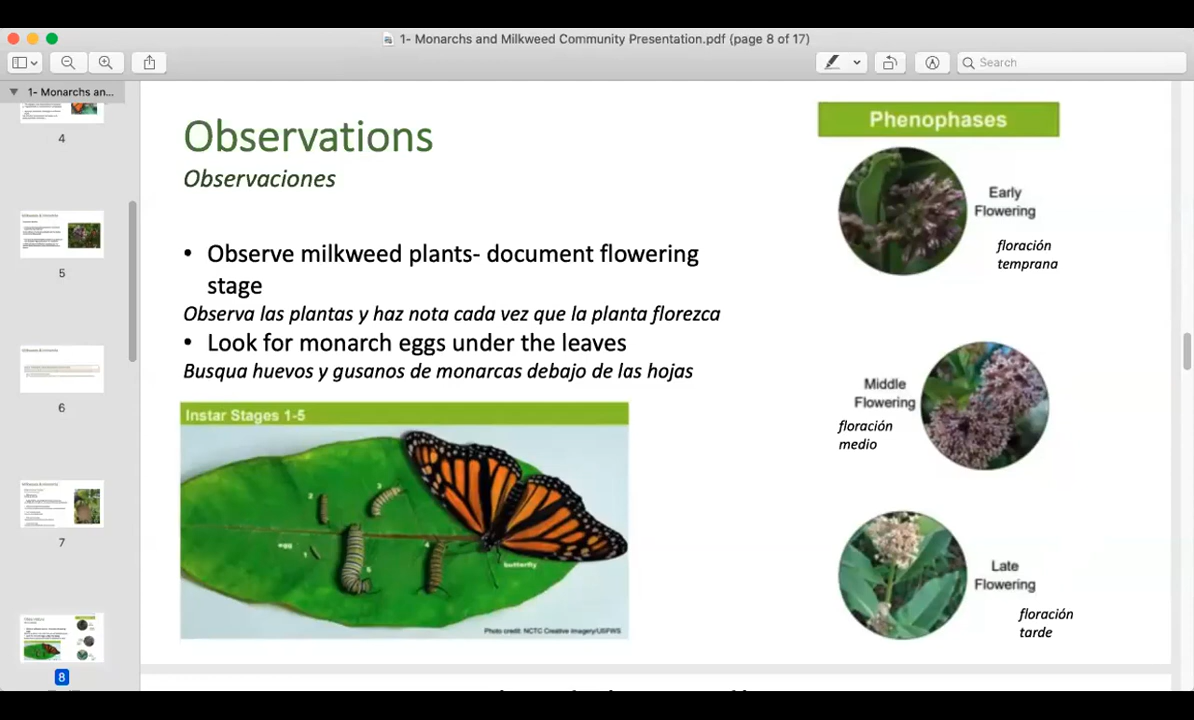 1- Monarchs and Milkweed Community Presentation.pdf (page 8 of 17)
Search
1- Monarchs an...
4
5
6
7
8
Observations
Observaciones
• Observe milkweed plants- document flowering
stage
Observa las plantas y haz nota cada vez que la planta florezca
• Look for monarch eggs under the leaves
Busqua huevos y gusanos de monarcas debajo de las hojas
Instar Stages 1-5
2
3
egg
1
5
4
butterfly
Photo credit: NCTC Creative Imagery/USFWS
Phenophases
Early
Flowering
floración
temprana
Middle
Flowering
floración
medio
Late
Flowering
floración
tarde